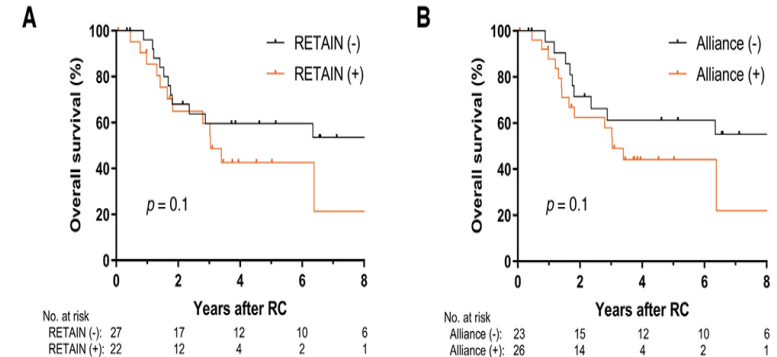 A
Overall survival (%)
100
80
60
40
20
0
RETAIN (-)
RETAIN (+)
p = 0.1
0 2 4 6 8
Years after RC
No. at risk
RETAIN (-): 27 17 12 10 6
RETAIN (+): 22 12 4 2 1
B
Overall survival (%)
100
80
60
40
20
0
Alliance (-)
Alliance (+)
p = 0.1
0 2 4 6 8
Years after RC
No. at risk
Alliance (-): 23 15 12 10 6
Alliance (+): 26 14 4 2 1